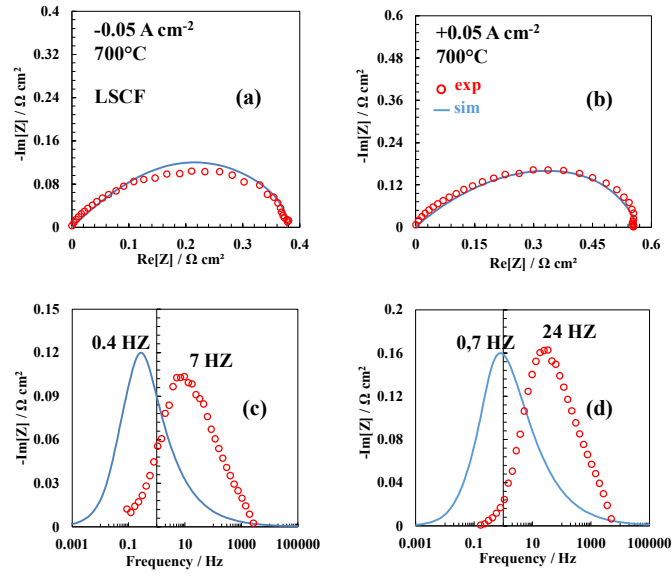 0.4
0.3
0.2
0.1
0
0 0.1 0.2 0.3 0.4
-Im[Z] / Ω cm²
Re[Z] / Ω cm²
-0.05 A cm⁻²
700°C
LSCF
(a)
0.6
0.48
0.36
0.24
0.12
0
0 0.15 0.3 0.45 0.6
-Im[Z] / Ω cm²
Re[Z] / Ω cm²
+0.05 A cm⁻²
700°C
exp
sim
(b)
0.15
0.12
0.09
0.06
0.03
0
0.001 0.1 10 1000 100000
-Im[Z] / Ω cm²
Frequency / Hz
0.4 HZ
7 HZ
(c)
0.2
0.16
0.12
0.08
0.04
0
0.001 0.1 10 1000 100000
-Im[Z] / Ω cm²
Frequency / Hz
0,7 HZ
24 HZ
(d)